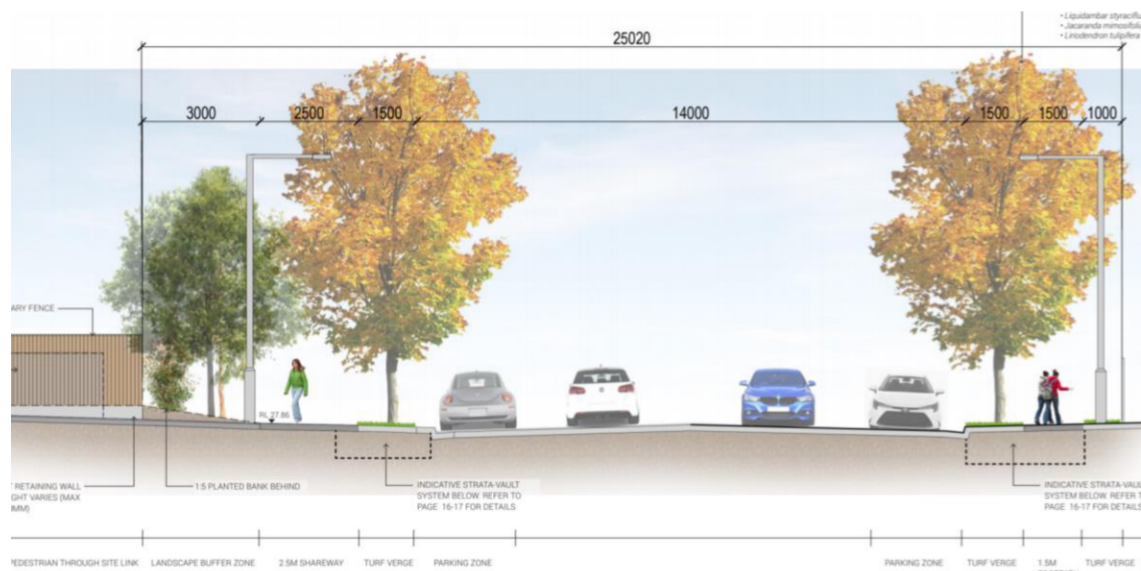 • Liquidambar styraciflu
• Jacaranda mimosifolia
• Liriodendron tulipifera
25020
3000 2500 1500 14000 1500 1500 1000
ARY FENCE
RL 27.86
RETAINING WALL
GHT VARIES (MAX
MM)
1:5 PLANTED BANK BEHIND
INDICATIVE STRATA-VAULT
SYSTEM BELOW. REFER TO
PAGE 16-17 FOR DETAILS
INDICATIVE STRATA-VAUL
SYSTEM BELOW. REFER T
PAGE 16-17 FOR DETAILS
PEDESTRIAN THROUGH SITE LINK LANDSCAPE BUFFER ZONE 2.5M SHAREWAY TURF VERGE PARKING ZONE PARKING ZONE TURF VERGE 1.5M TURF VERGE